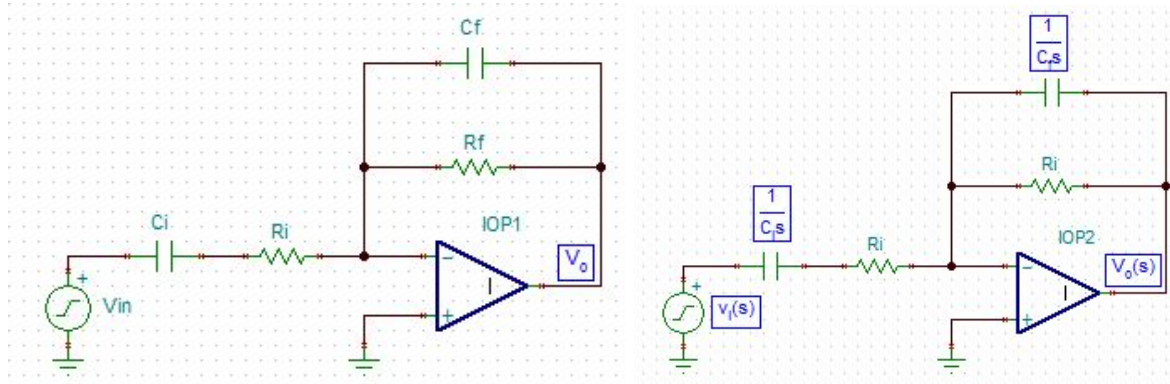 Cf
Rf
Ci
Ri
IOP1
Vo
Vin
−
+
+
1
Cfs
Ri
1
CIs
Ri
IOP2
Vo(s)
vI(s)
−
+
+